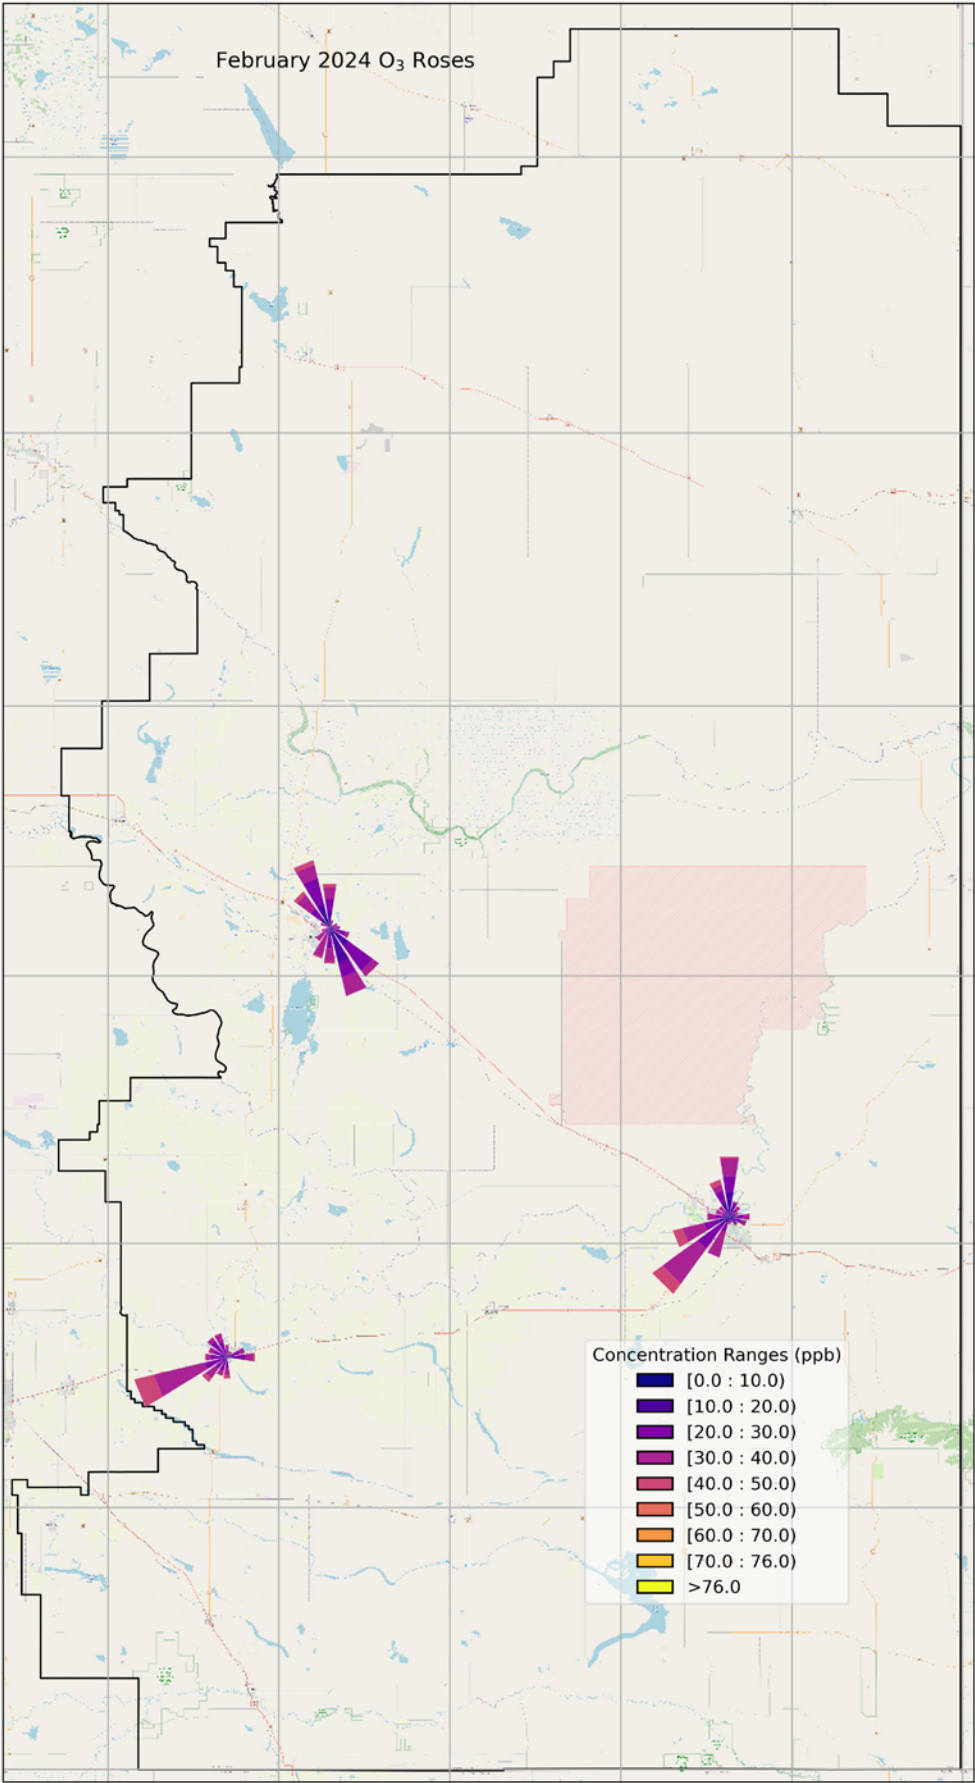 February 2024 O₃ Roses
Concentration Ranges (ppb)
[0.0 : 10.0)
[10.0 : 20.0)
[20.0 : 30.0)
[30.0 : 40.0)
[40.0 : 50.0)
[50.0 : 60.0)
[60.0 : 70.0)
[70.0 : 76.0)
>76.0